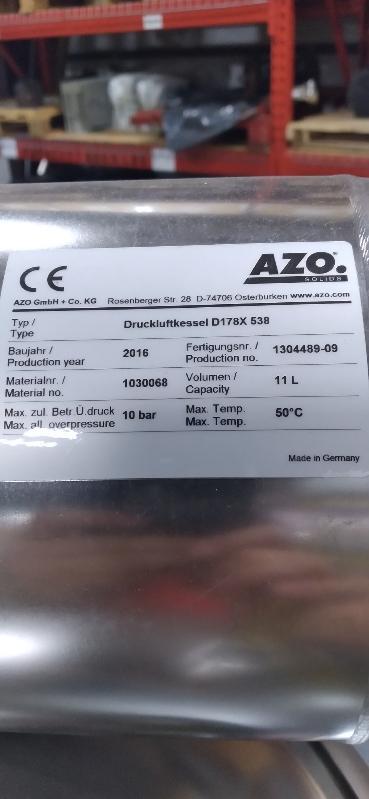 CE
AZO.
SOLIDS
AZO GmbH + Co. KG Rosenberger Str. 28 D-74706 Osterburken www.azo.com
Typ / Druckluftkessel D178X 538
Type
Baujahr / 2016 Fertigungsnr. / 1304489-09
Production year Production no.
Materialnr. / 1030068 Volumen / 11 L
Material no. Capacity
Max. zul. Betr Ü.druck 10 bar Max. Temp. 50°C
Max. all. overpressure Max. Temp.
Made in Germany